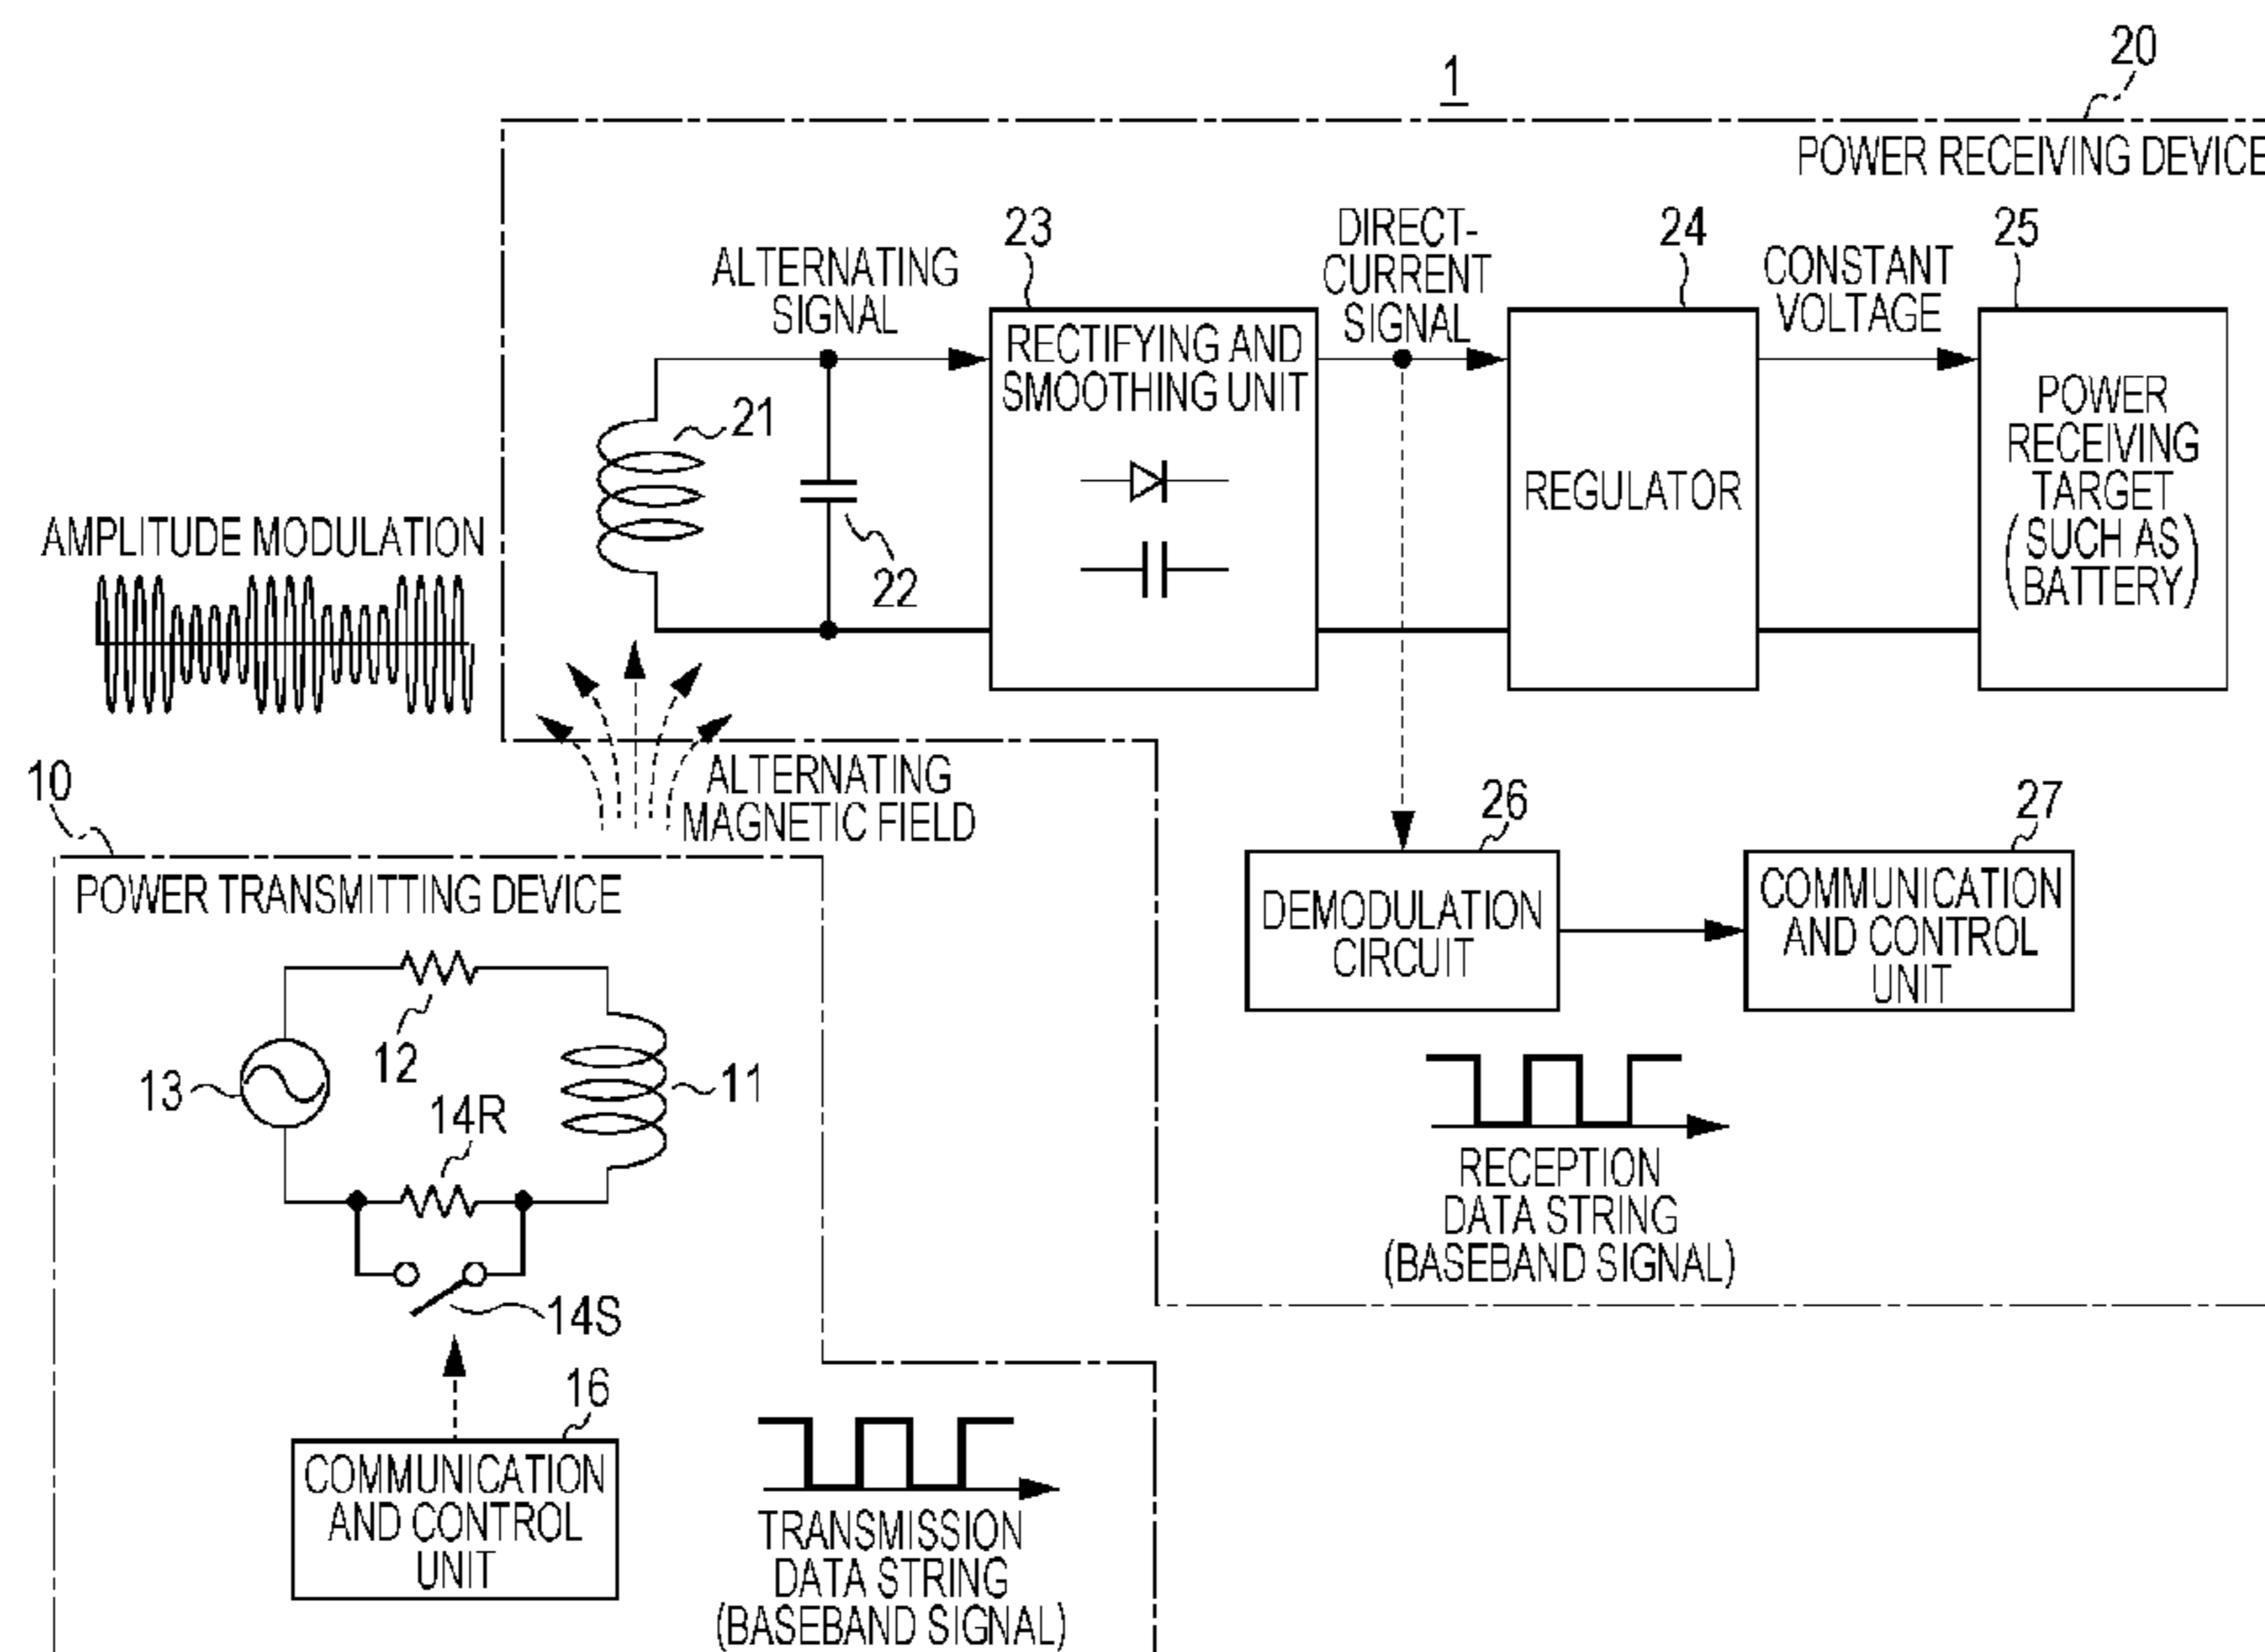 1
20
POWER RECEIVING DEVICE
23
DIRECT-
CURRENT
SIGNAL
24
CONSTANT
VOLTAGE
25
ALTERNATING
SIGNAL
RECTIFYING AND
SMOOTHING UNIT
21
22
REGULATOR
POWER
RECEIVING
TARGET
(SUCH AS
BATTERY)
AMPLITUDE MODULATION
ALTERNATING
MAGNETIC FIELD
10
POWER TRANSMITTING DEVICE
26
27
DEMODULATION
CIRCUIT
COMMUNICATION
AND CONTROL
UNIT
12
13
11
14R
RECEPTION
DATA STRING
(BASEBAND SIGNAL)
14S
16
COMMUNICATION
AND CONTROL
UNIT
TRANSMISSION
DATA STRING
(BASEBAND SIGNAL)